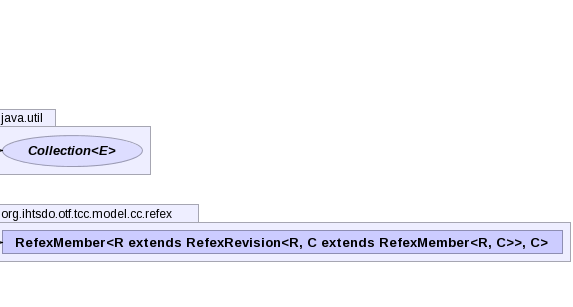 java.util
Collection<E>
org.ihtsdo.otf.tcc.model.cc.refex
RefexMember<R extends RefexRevision<R, C extends RefexMember<R, C>>, C>